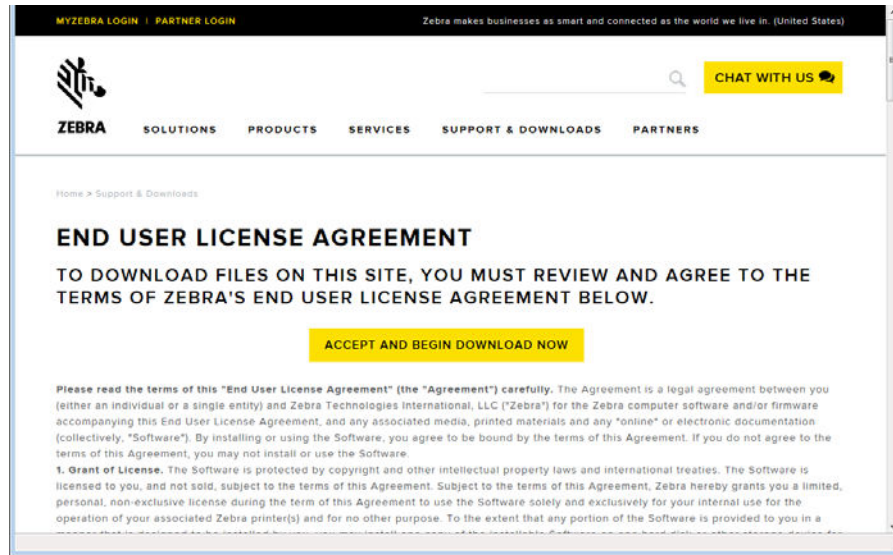 MYZEBRA LOGIN | PARTNER LOGIN Zebra makes businesses as smart and connected as the world we live in. (United States)
CHAT WITH US
ZEBRA SOLUTIONS PRODUCTS SERVICES SUPPORT & DOWNLOADS PARTNERS
Home > Support & Downloads
END USER LICENSE AGREEMENT
TO DOWNLOAD FILES ON THIS SITE, YOU MUST REVIEW AND AGREE TO THE
TERMS OF ZEBRA'S END USER LICENSE AGREEMENT BELOW.
ACCEPT AND BEGIN DOWNLOAD NOW
Please read the terms of this "End User License Agreement" (the "Agreement") carefully. The Agreement is a legal agreement between you
(either an individual or a single entity) and Zebra Technologies International, LLC ("Zebra") for the Zebra computer software and/or firmware
accompanying this End User License Agreement, and any associated media, printed materials and any "online" or electronic documentation
(collectively, "Software"). By installing or using the Software, you agree to be bound by the terms of this Agreement. If you do not agree to the
terms of this Agreement, you may not install or use the Software.
1. Grant of License. The Software is protected by copyright and other intellectual property laws and international treaties. The Software is
licensed to you, and not sold, subject to the terms of this Agreement. Subject to the terms of this Agreement, Zebra hereby grants you a limited,
personal, non-exclusive license during the term of this Agreement to use the Software solely and exclusively for your internal use for the
operation of your associated Zebra printer(s) and for no other purpose. To the extent that any portion of the Software is provided to you in a